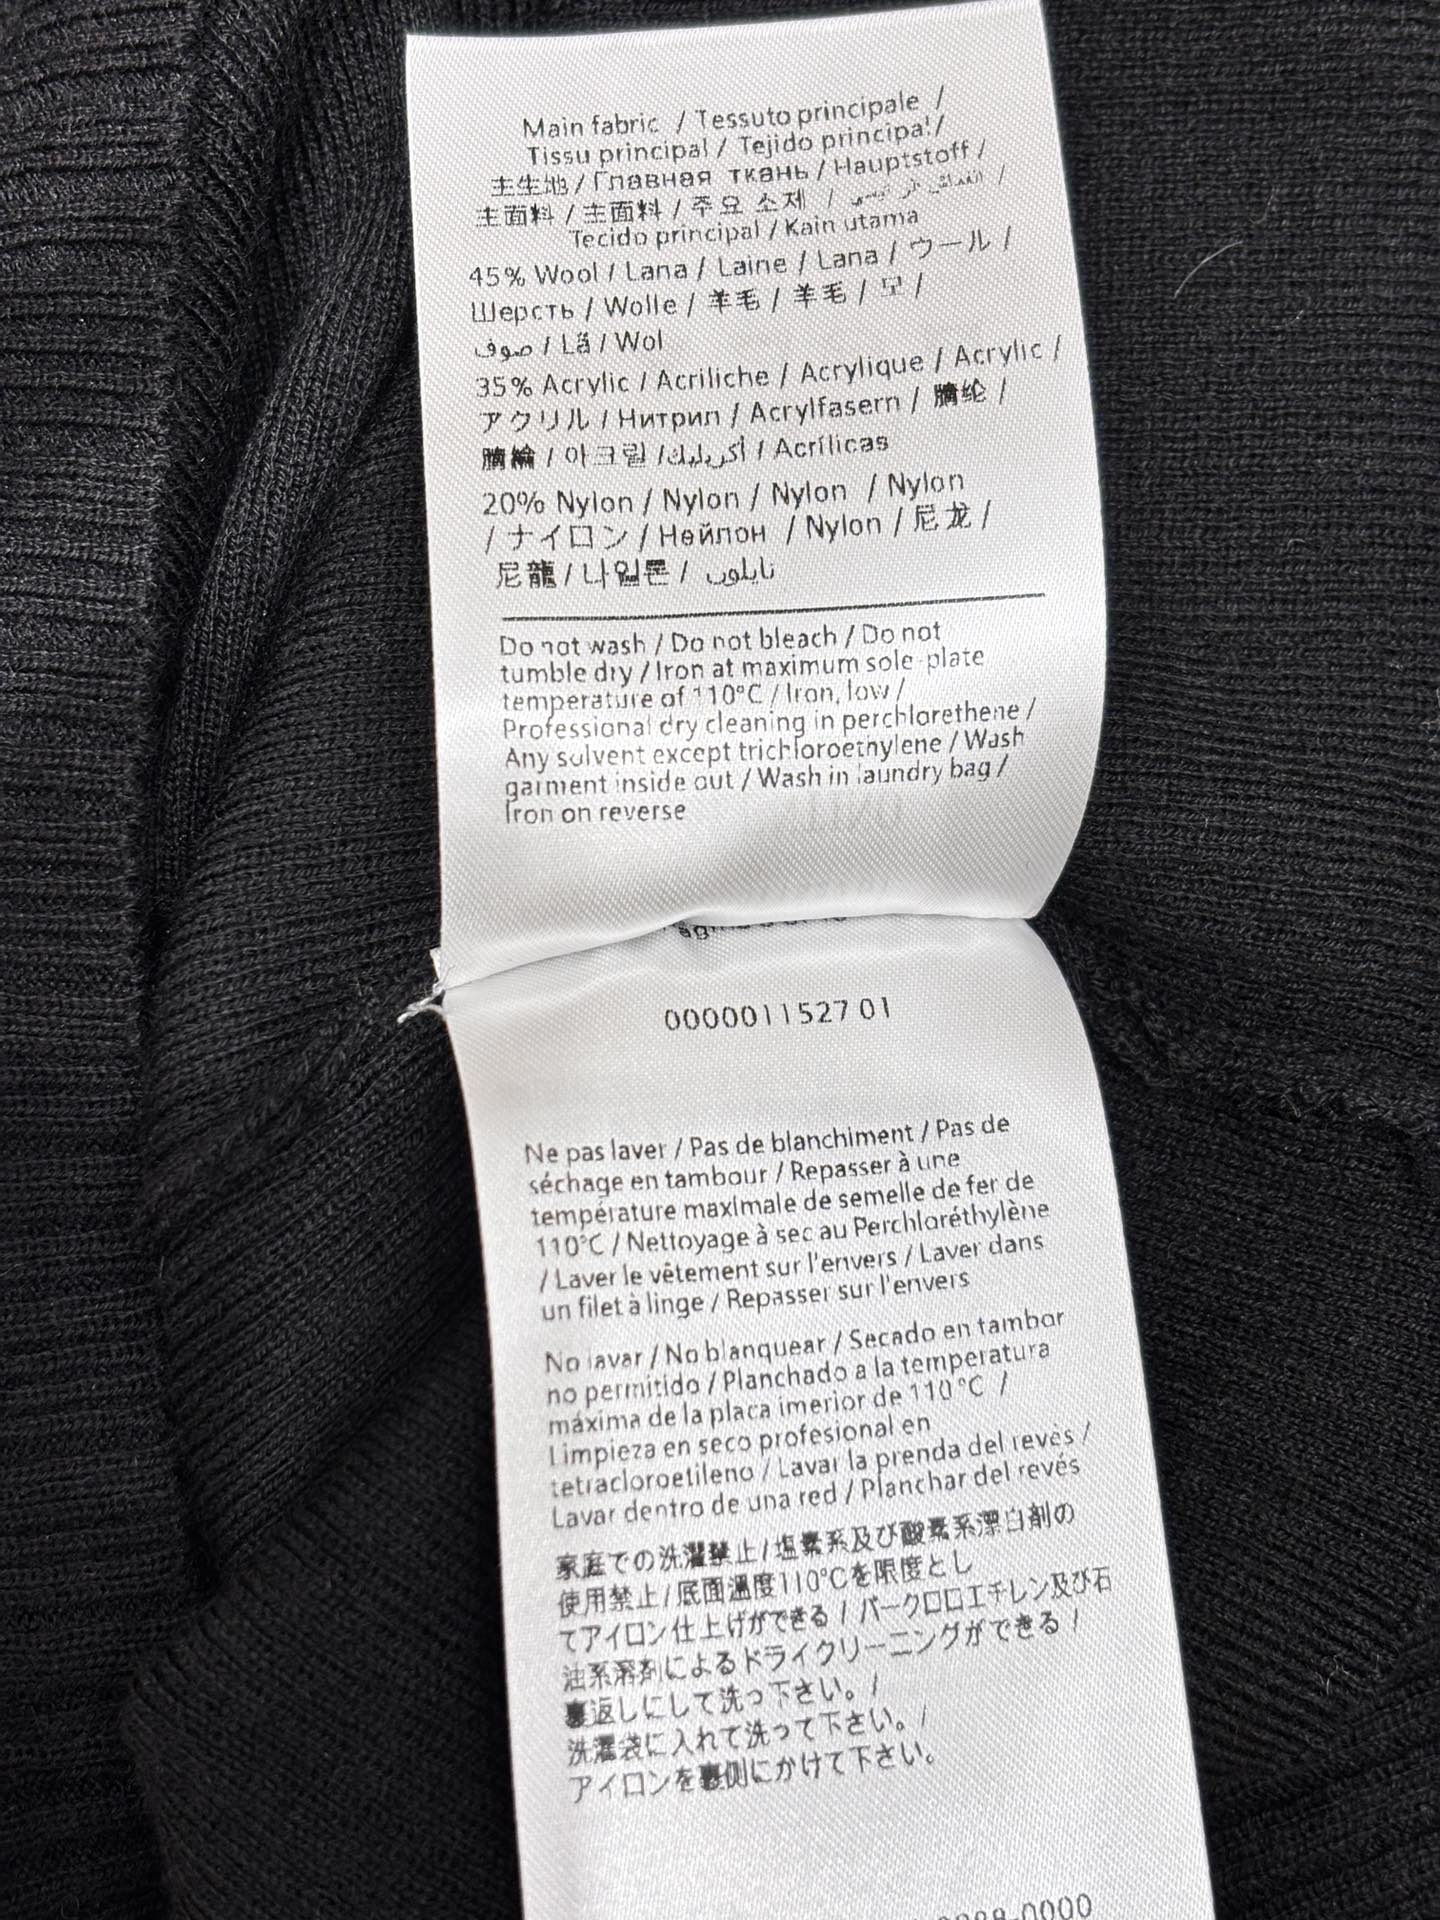 Main fabric / Tessuto principale /
Tissu principal / Tejido principal/
主生地 / Главная ткань / Hauptstoff /
主面料 / 主面料 / 주요 소제 / /
Tecido principal / Kain utama
45% Wool / Lana / Laine / Lana / ウール /
Шерсть / Wolle / 羊毛 / 羊毛 / 모 /
صوف / Lã / Wol
35% Acrylic / Acriliche / Acrylique / Acrylic /
アクリル / Нитрил / Acrylfasern / 腈纶 /
腈綸 / 아크릴 / أكريليك / Acrílicas
20% Nylon / Nylon / Nylon / Nylon
/ ナイロン / Нейлон / Nylon / 尼龙 /
尼龍 / 나일론 / نايلون
Do not wash / Do not bleach / Do not
tumble dry / Iron at maximum sole-plate
temperature of 110°C / Iron, low /
Professional dry cleaning in perchlorethene /
Any solvent except trichloroethylene / Wash
garment inside out / Wash in laundry bag /
Iron on reverse
0000011527 01
Ne pas laver / Pas de blanchiment / Pas de
séchage en tambour / Repasser à une
température maximale de semelle de fer de
110°C / Nettoyage à sec au Perchloréthylène
/ Laver le vêtement sur l'envers / Laver dans
un filet à linge / Repasser sur l'envers
No lavar / No blanquear / Secado en tambor
no permitido / Planchado a la temperatura
máxima de la placa imerior de 110°C /
Limpieza en seco profesional en
tetracloroetileno / Lavar la prenda del revés /
Lavar dentro de una red / Planchar del revés
家庭での洗濯禁止 / 塩素系及び酸素系漂白剤の
使用禁止 / 底面温度110°Cを限度とし
てアイロン仕上げができる / パークロロエチレン及び石
油系溶剤によるドライクリーニングができる /
裏返しにして洗っ下さい。 /
洗濯袋に入れて洗って下さい。 /
アイロンを裏側にかけて下さい。
-0000